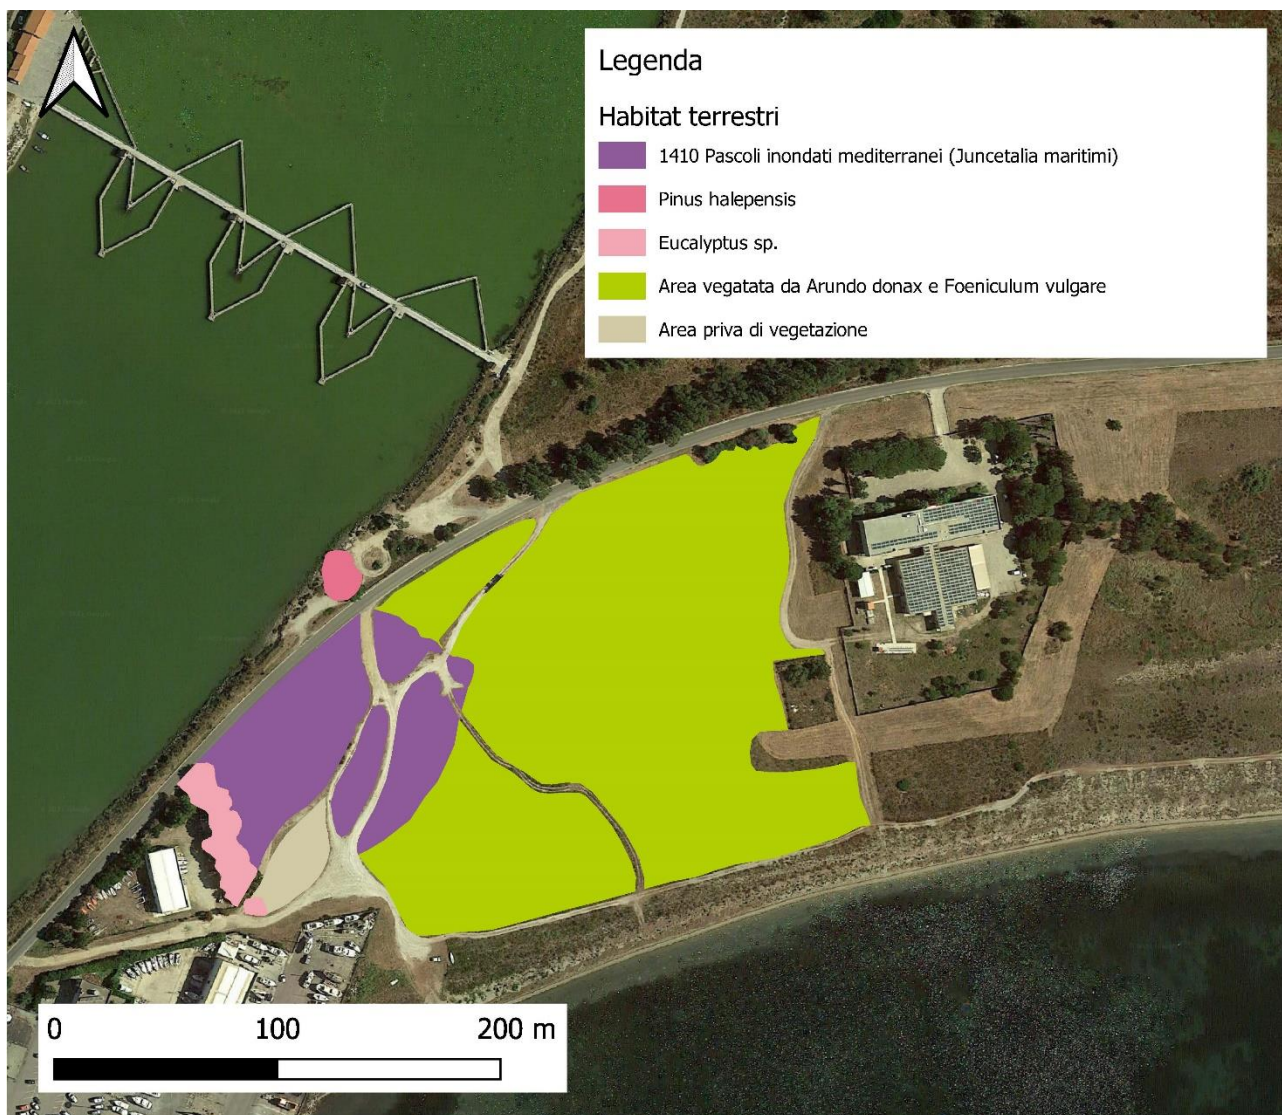 Legenda
Habitat terrestri
1410 Pascoli inondati mediterranei (Juncetalia maritimi)
Pinus halepensis
Eucalyptus sp.
Area vegatata da Arundo donax e Foeniculum vulgare
Area priva di vegetazione
0 100 200 m